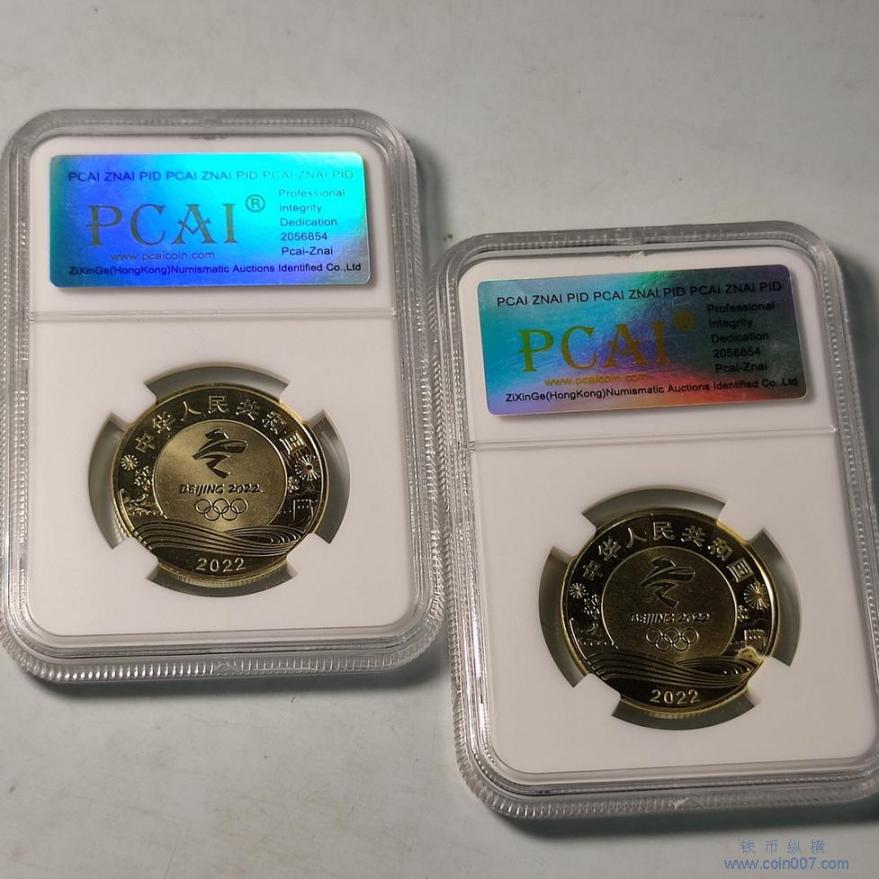 PCAI ZNAI PID PCAI ZNAI PID PCAI ZNAI PID
PCAI®
Professional
Integrity
Dedication
2056854
Pcai-Znai
www.pcaicoin.com
ZiXinGe(HongKong)Numismatic Auctions Identified Co.,Ltd
中华人民共和国
BEIJING 2022
2022
PCAI ZNAI PID PCAI ZNAI PID PCAI ZNAI PID
PCAI®
Professional
Integrity
Dedication
2056854
Pcai-Znai
www.pcaicoin.com
ZiXinGe(HongKong)Numismatic Auctions Identified Co.,Ltd
中华人民共和国
BEIJING 2022
2022
钱币纵横
www.coin007.com